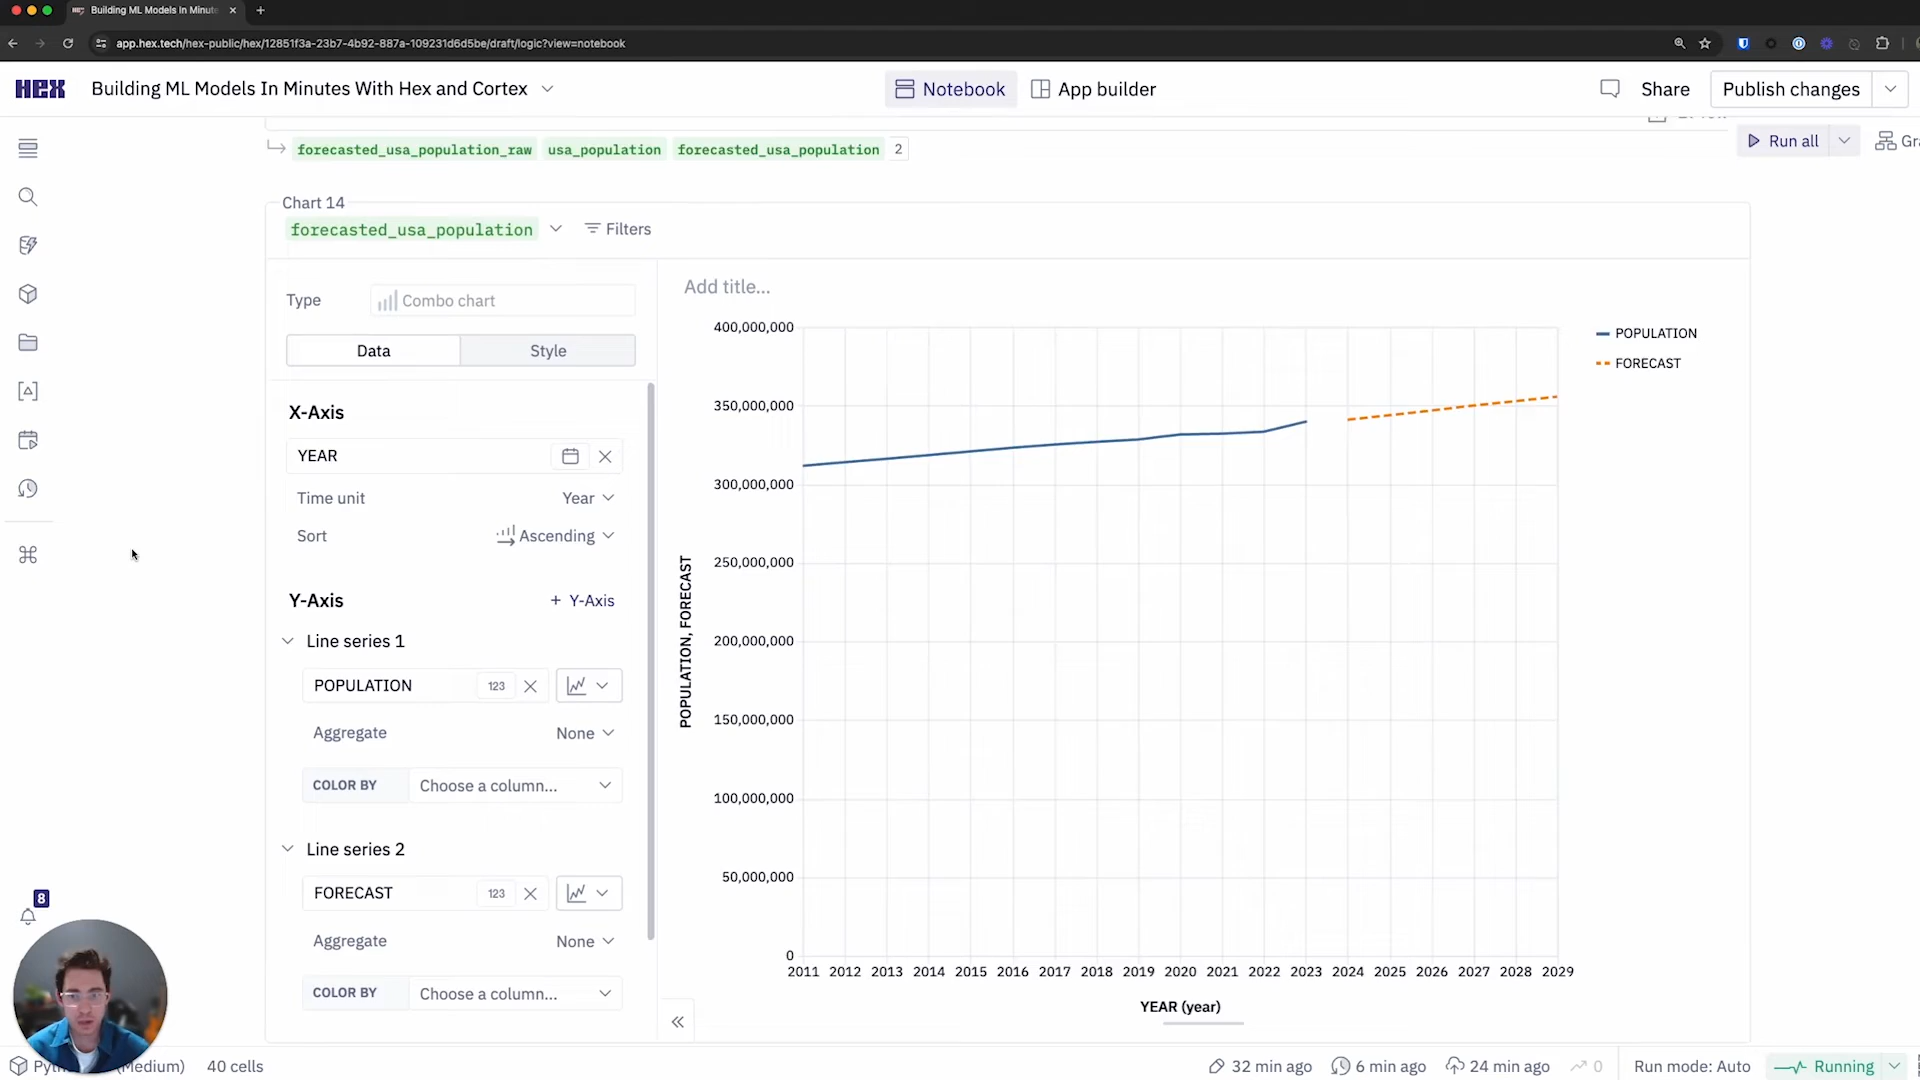 Building ML Models In Minute
app.hex.tech/hex-public/hex/12851f3a-23b7-4b92-887a-109231d6d5be/draft/logic?view=notebook
HEX
Building ML Models In Minutes With Hex and Cortex
Notebook
App builder
Share
Publish changes
forecasted_usa_population_raw usa_population forecasted_usa_population 2
Run all
Gra
Chart 14
forecasted_usa_population
Filters
Type
Combo chart
Data
Style
X-Axis
YEAR
Time unit
Year
Sort
Ascending
Y-Axis
+ Y-Axis
Line series 1
POPULATION
123
Aggregate
None
COLOR BY
Choose a column...
Line series 2
FORECAST
123
Aggregate
None
COLOR BY
Choose a column...
Add title...
400,000,000
350,000,000
300,000,000
250,000,000
200,000,000
150,000,000
100,000,000
50,000,000
0
POPULATION, FORECAST
2011 2012 2013 2014 2015 2016 2017 2018 2019 2020 2021 2022 2023 2024 2025 2026 2027 2028 2029
YEAR (year)
POPULATION
FORECAST
8
Pyth
(Medium)
40 cells
32 min ago
6 min ago
24 min ago
0
Run mode: Auto
Running